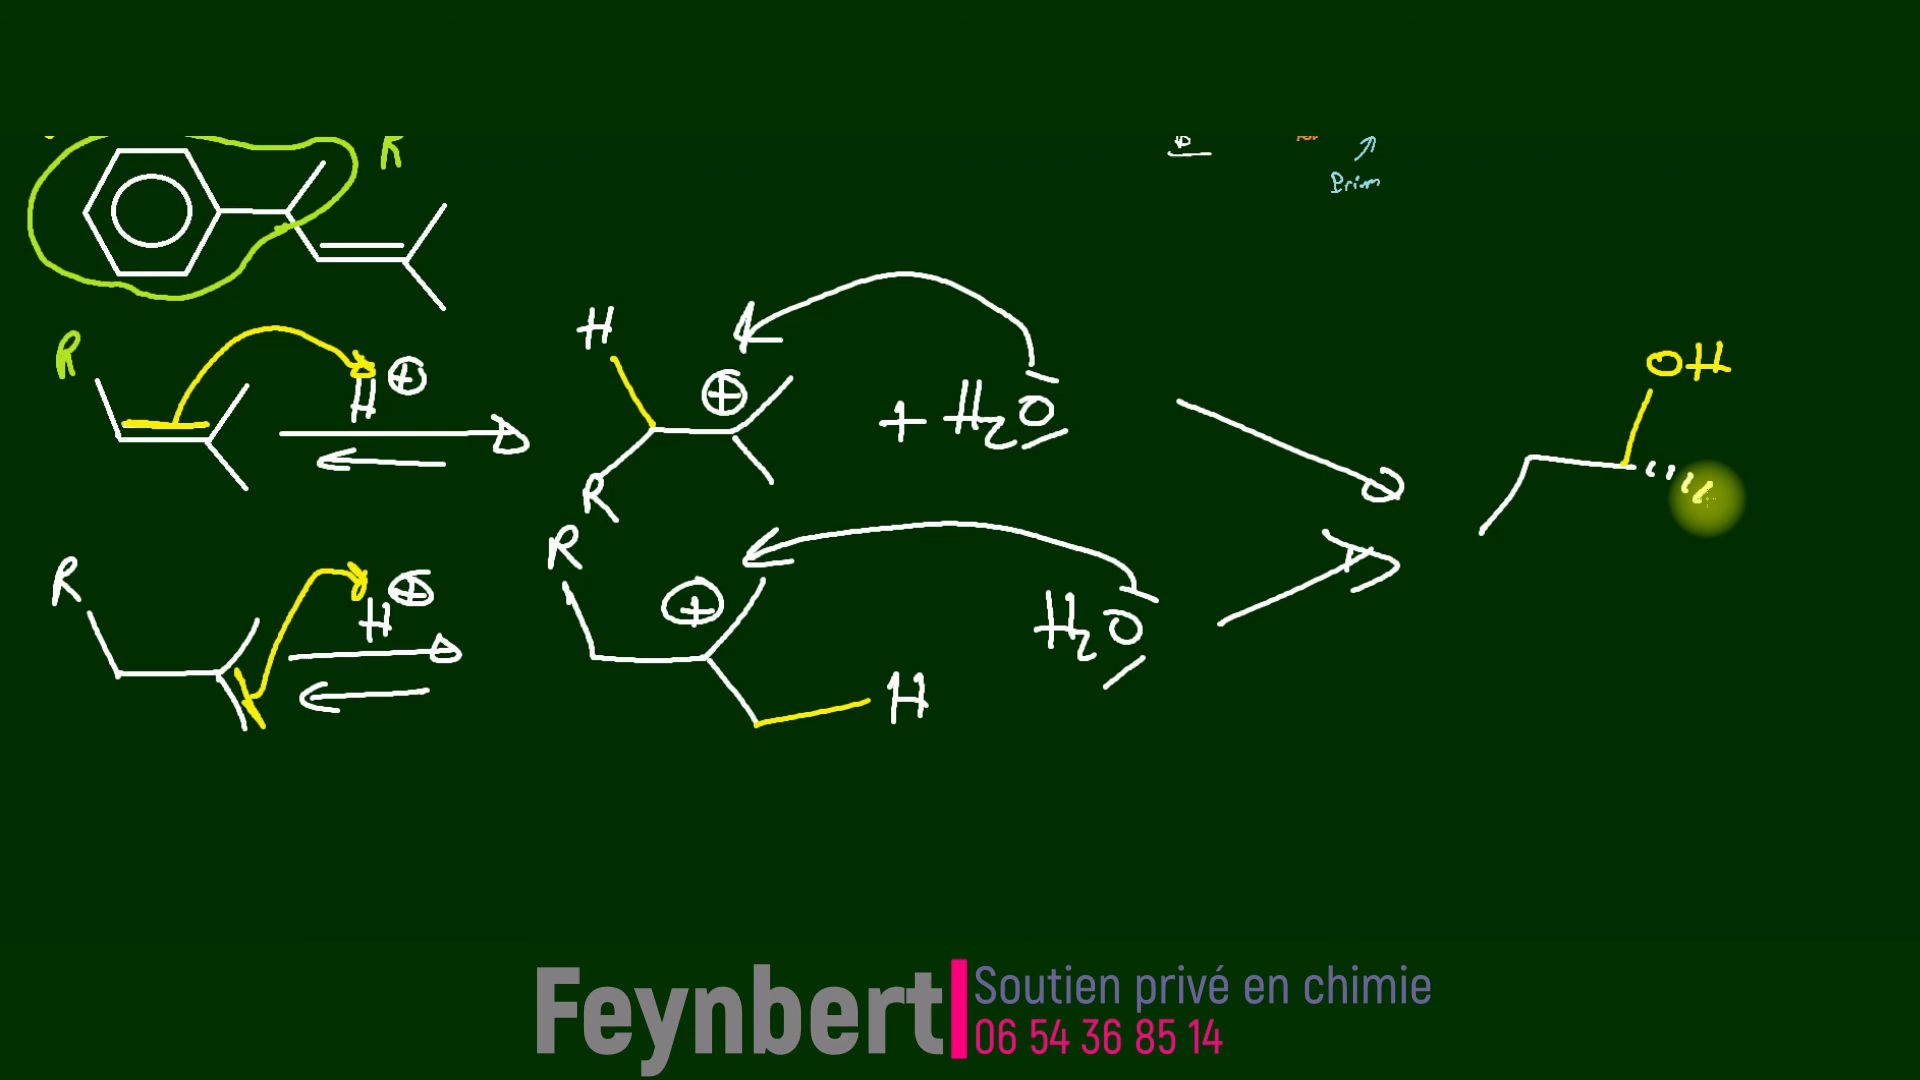 R
Prim
R
H ⊕
H
⊕
+ H₂O
R
OH
R
⊕
R
H ⊕
H₂O
H
Feynbert
Soutien privé en chimie
06 54 36 85 14